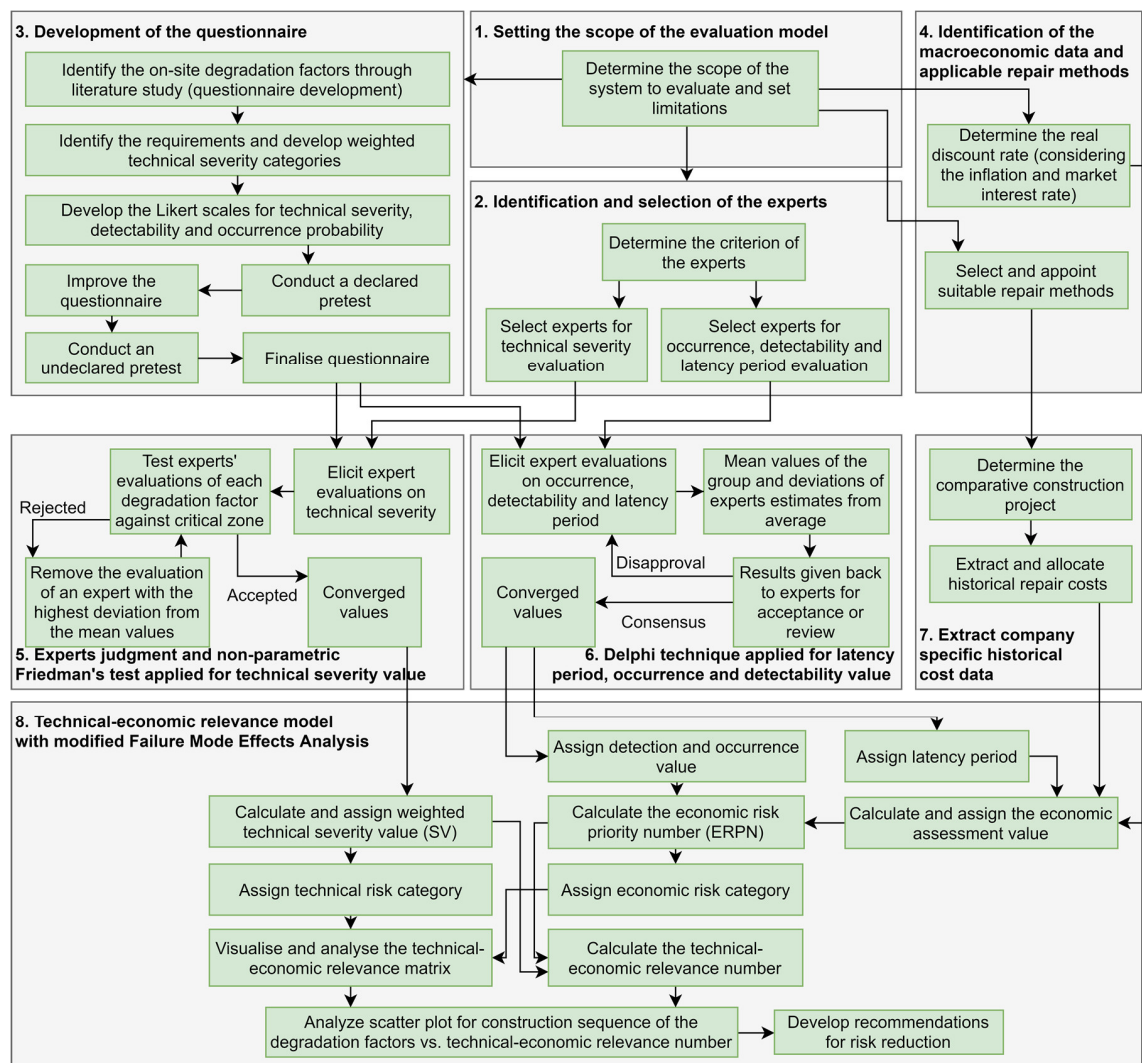 3. Development of the questionnaire
Identify the on-site degradation factors through
literature study (questionnaire development)
Identify the requirements and develop weighted
technical severity categories
Develop the Likert scales for technical severity,
detectability and occurrence probability
Improve the
questionnaire
Conduct a declared
pretest
Conduct an
undeclared pretest
Finalise questionnaire
1. Setting the scope of the evaluation model
Determine the scope of the
system to evaluate and set
limitations
2. Identification and selection of the experts
Determine the criterion of
the experts
Select experts for
technical severity
evaluation
Select experts for
occurrence, detectability and
latency period evaluation
4. Identification of the
macroeconomic data and
applicable repair methods
Determine the real
discount rate (considering
the inflation and market
interest rate)
Select and appoint
suitable repair methods
Test experts'
evaluations of each
degradation factor
against critical zone
Elicit expert
evaluations on
technical severity
Rejected
Remove the evaluation
of an expert with the
highest deviation from
the mean values
Accepted
Converged
values
5. Experts judgment and non-parametric
Friedman's test applied for technical severity value
Elicit expert evaluations
on occurrence,
detectability and latency
period
Mean values of the
group and deviations of
experts estimates from
average
Disapproval
Converged
values
Consensus
Results given back
to experts for
acceptance or
review
6. Delphi technique applied for latency
period, occurrence and detectability value
Determine the
comparative construction
project
Extract and allocate
historical repair costs
7. Extract company
specific historical
cost data
8. Technical-economic relevance model
with modified Failure Mode Effects Analysis
Assign detection and occurrence
value
Assign latency period
Calculate and assign weighted
technical severity value (SV)
Calculate the economic risk
priority number (ERPN)
Calculate and assign the economic
assessment value
Assign technical risk category
Assign economic risk category
Visualise and analyse the technical-
economic relevance matrix
Calculate the technical-
economic relevance number
Analyze scatter plot for construction sequence of the
degradation factors vs. technical-economic relevance number
Develop recommendations
for risk reduction